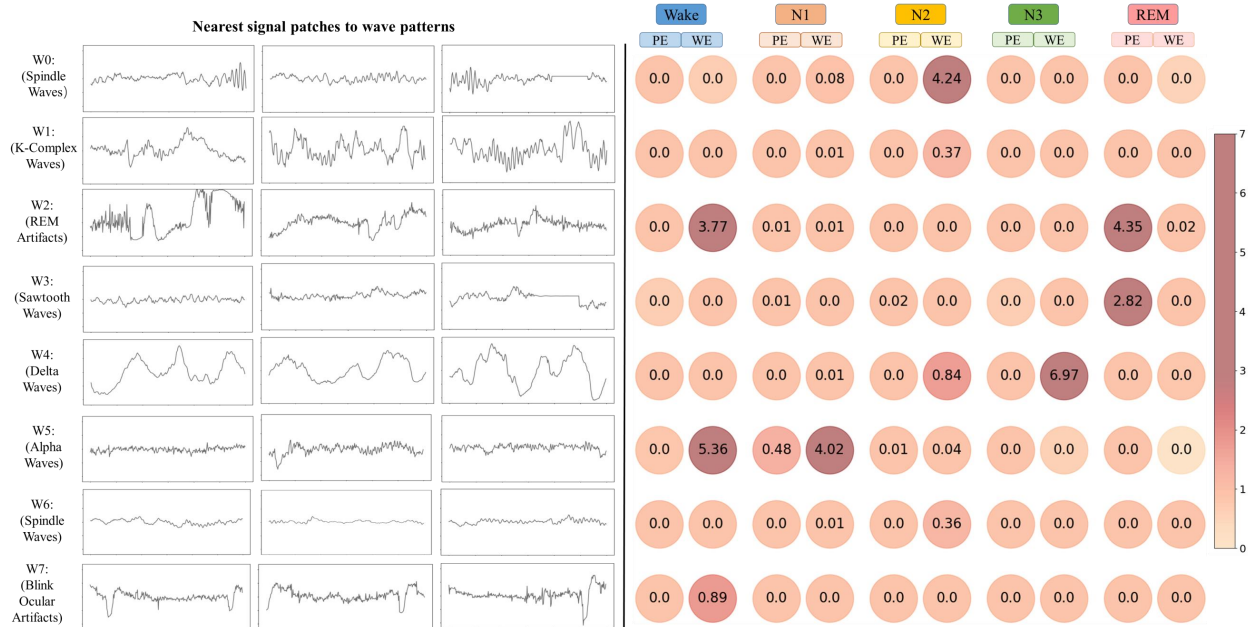 Nearest signal patches to wave patterns
Wake N1 N2 N3 REM
PE WE PE WE PE WE PE WE PE WE
W0:
(Spindle
Waves)
0.0 0.0 0.0 0.08 0.0 4.24 0.0 0.0 0.0 0.0
W1:
(K-Complex
Waves)
0.0 0.0 0.0 0.01 0.0 0.37 0.0 0.0 0.0 0.0
W2:
(REM
Artifacts)
0.0 3.77 0.01 0.01 0.0 0.0 0.0 0.0 4.35 0.02
W3:
(Sawtooth
Waves)
0.0 0.0 0.01 0.0 0.02 0.0 0.0 0.0 2.82 0.0
W4:
(Delta
Waves)
0.0 0.0 0.0 0.01 0.0 0.84 0.0 6.97 0.0 0.0
W5:
(Alpha
Waves)
0.0 5.36 0.48 4.02 0.01 0.04 0.0 0.0 0.0 0.0
W6:
(Spindle
Waves)
0.0 0.0 0.0 0.01 0.0 0.36 0.0 0.0 0.0 0.0
W7:
(Blink
Ocular
Artifacts)
0.0 0.89 0.0 0.0 0.0 0.0 0.0 0.0 0.0 0.0
7
6
5
4
3
2
1
0